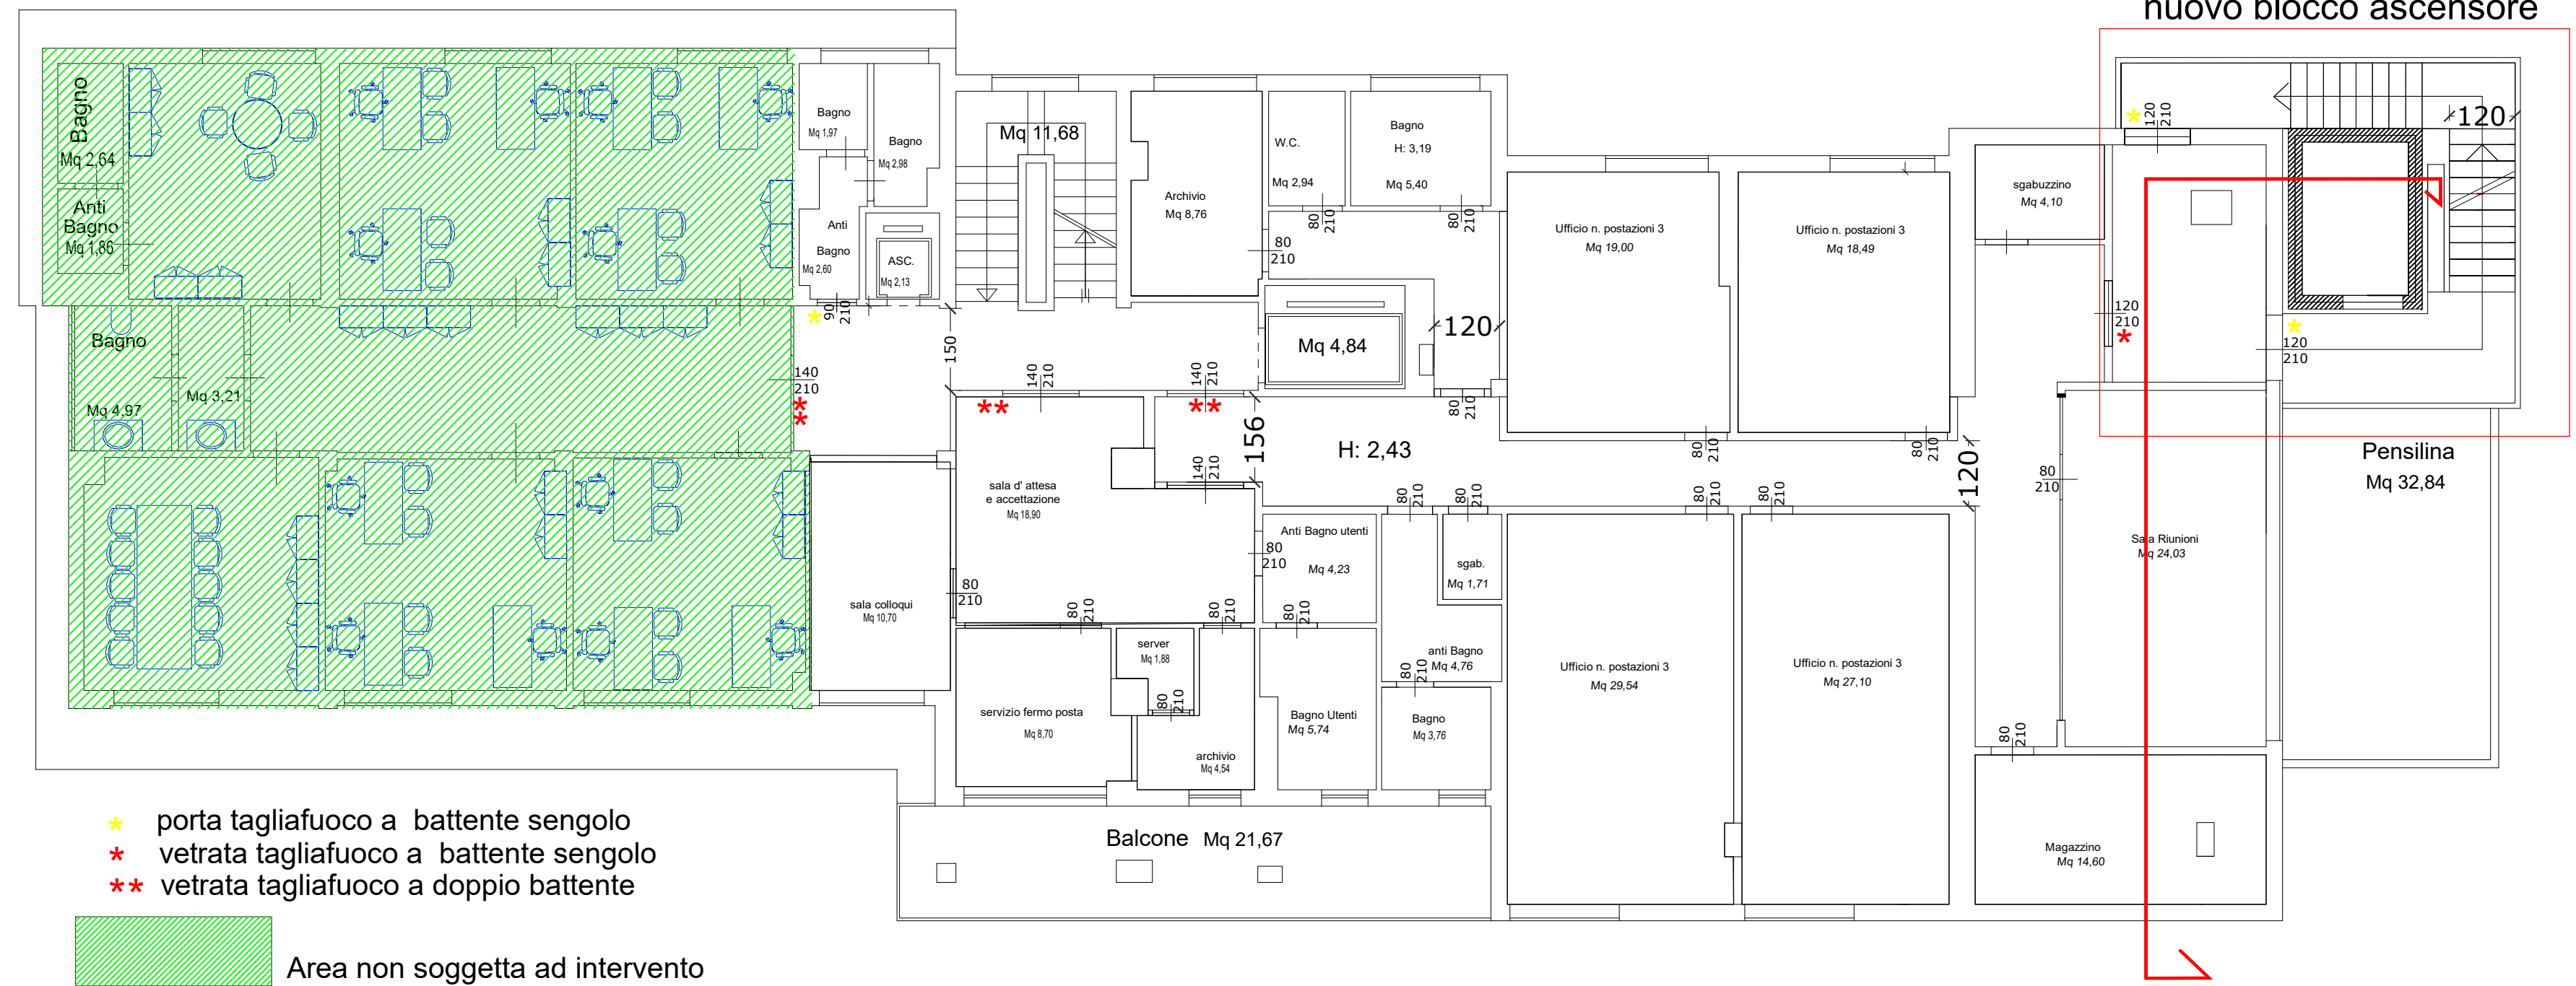 nuovo blocco ascensore
Bagno
Mq 2,64
Anti
Bagno
Mq 1,86
Bagno
Mq 4,97
Mq 3,21
Bagno
Mq 1,97
Bagno
Mq 2,98
Anti
Bagno
Mq 2,60
ASC.
Mq 2,13
90
210
*
140
210
*
*
150
Mq 11,68
Archivio
Mq 8,76
80
210
W.C.
Mq 2,94
80
210
Bagno
H: 3,19
Mq 5,40
80
210
Mq 4,84
120
80
210
140
210
**
140
210
**
156
140
210
H: 2,43
Ufficio n. postazioni 3
Mq 19,00
80
210
Ufficio n. postazioni 3
Mq 18,49
80
210
120
sgabuzzino
Mq 4,10
*
120
210
120
120
210
*
*
120
210
80
210
Pensilina
Mq 32,84
Sala Riunioni
Mq 24,03
80
210
Magazzino
Mq 14,60
sala colloqui
Mq 10,70
80
210
sala d' attesa
e accettazione
Mq 18,90
80
210
80
210
80
210
Anti Bagno utenti
Mq 4,23
80
210
80
210
80
210
sgab.
Mq 1,71
anti Bagno
Mq 4,76
80
210
Bagno
Mq 3,76
Bagno Utenti
Mq 5,74
server
Mq 1,88
80
210
archivio
Mq 4,54
servizio fermo posta
Mq 8,70
80
210
80
210
Ufficio n. postazioni 3
Mq 29,54
Ufficio n. postazioni 3
Mq 27,10
Balcone Mq 21,67
* porta tagliafuoco a battente sengolo
* vetrata tagliafuoco a battente sengolo
** vetrata tagliafuoco a doppio battente
Area non soggetta ad intervento